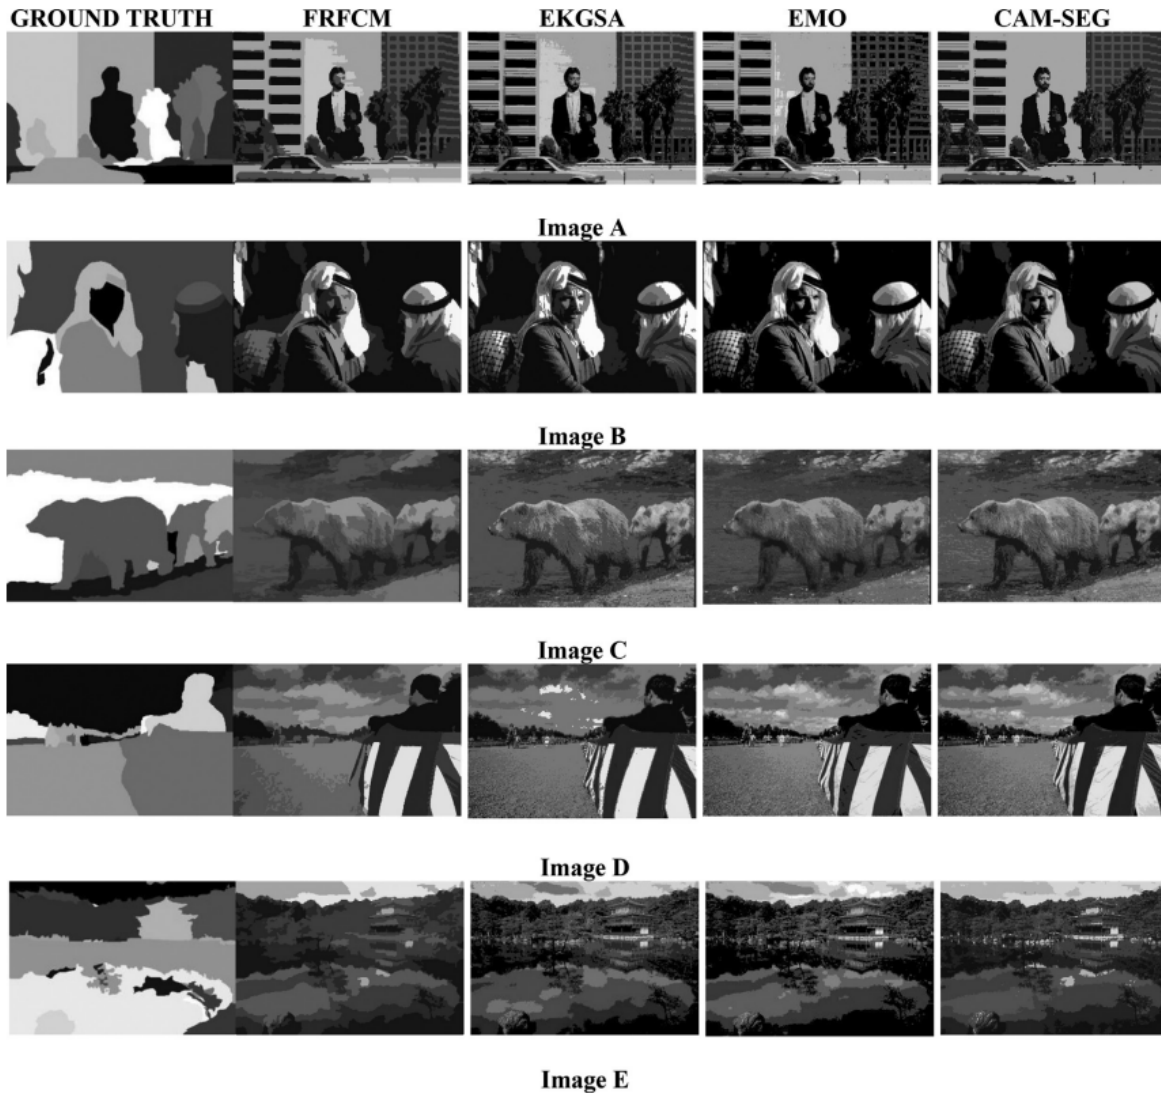 GROUND TRUTH FRFCM EKGSA EMO CAM-SEG
Image A
Image B
Image C
Image D
Image E